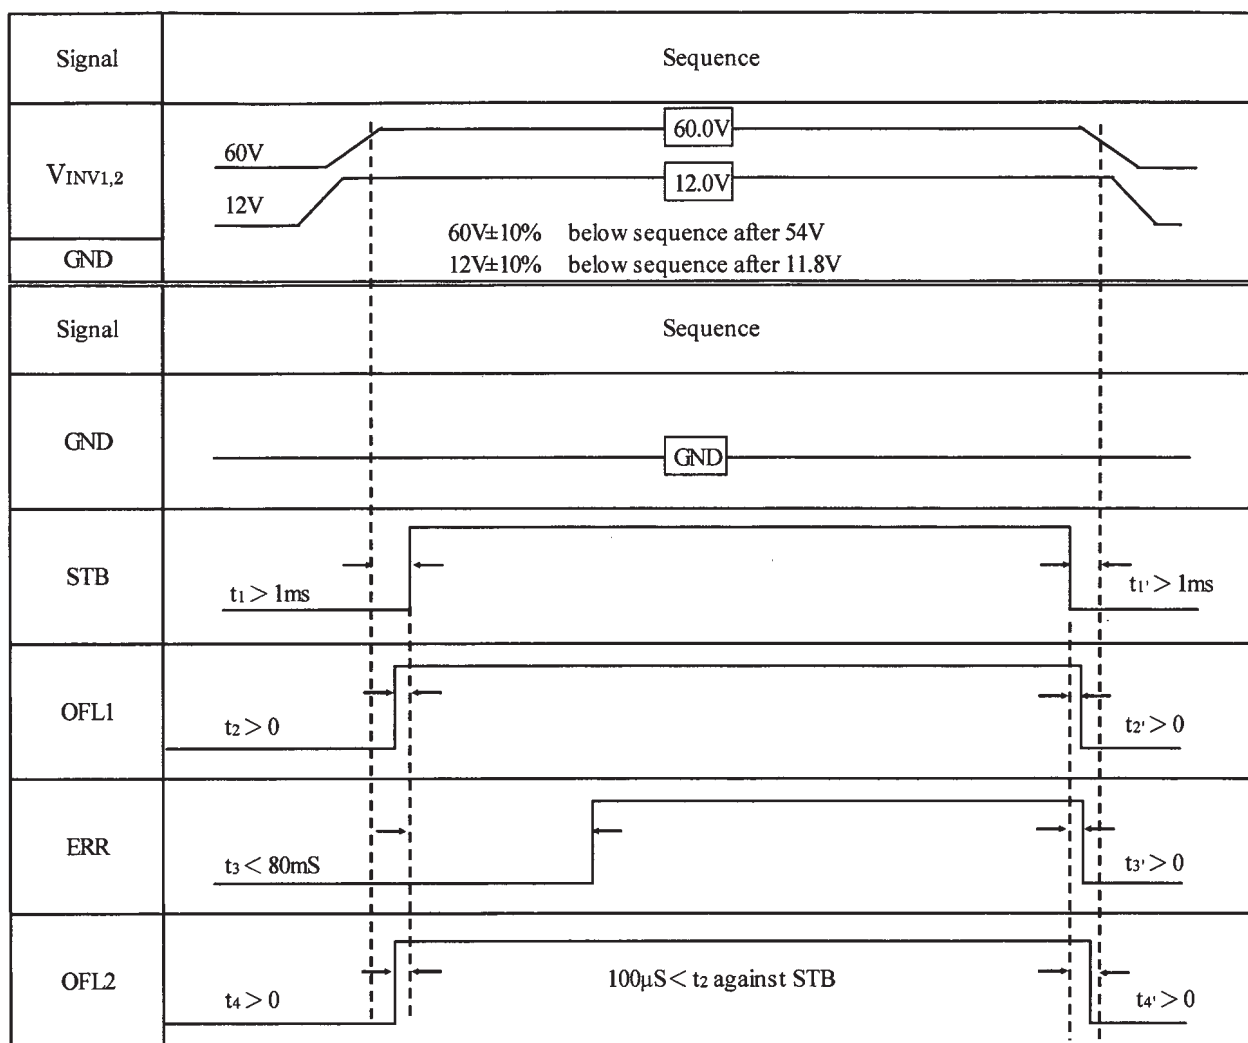 Signal Sequence
VINV1,2 60V 60.0V
12V 12.0V
60V±10% below sequence after 54V
GND 12V±10% below sequence after 11.8V
Signal Sequence
GND GND
STB t1 > 1ms t1' > 1ms
OFL1 t2 > 0 t2' > 0
ERR t3 < 80mS t3' > 0
OFL2 t4 > 0 100μS < t2 against STB t4' > 0